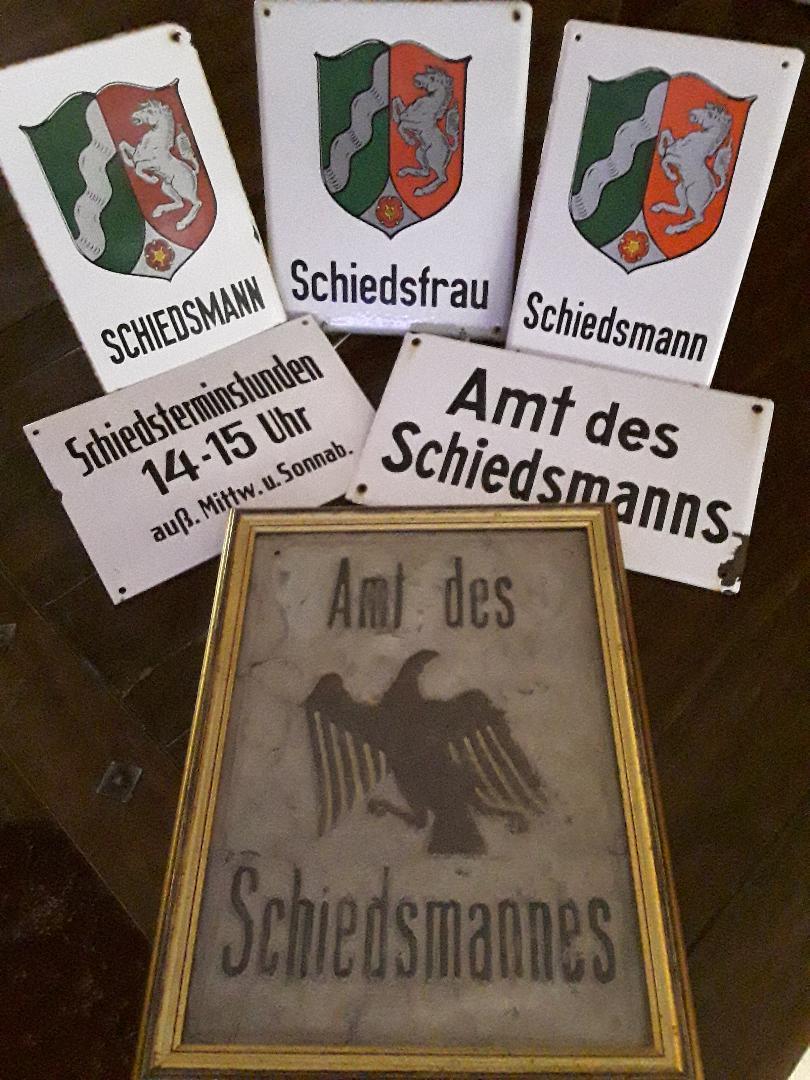 SCHIEDSMANN
Schiedsfrau
Schiedsmann
Schiedsterminstunden
14-15 Uhr
auß. Mittw. u. Sonnab.
Amt des
Schiedsmanns
Amt des
Schiedsmannes